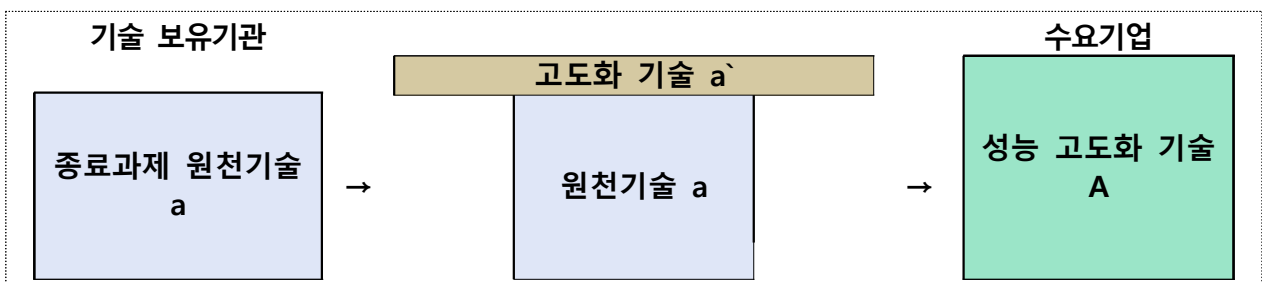 기술 보유기관
수요기업
고도화 기술 a`
종료과제 원천기술
a
→
원천기술 a
→
성능 고도화 기술
A